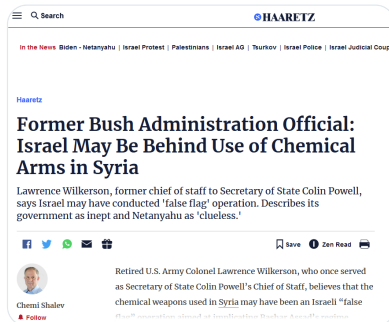 Search
HAARETZ
In the News Biden - Netanyahu | Israel Protest | Palestinians | Israel AG | Tsurkov | Israel Police | Israel Judicial Coup
Haaretz
Former Bush Administration Official:
Israel May Be Behind Use of Chemical
Arms in Syria
Lawrence Wilkerson, former chief of staff to Secretary of State Colin Powell,
says Israel may have conducted 'false flag' operation. Describes its
government as inept and Netanyahu as 'clueless.'
Save Zen Read
Retired U.S. Army Colonel Lawrence Wilkerson, who once served
as Secretary of State Colin Powell's Chief of Staff, believes that the
chemical weapons used in Syria may have been an Israeli "false
Chemi Shalev
Follow